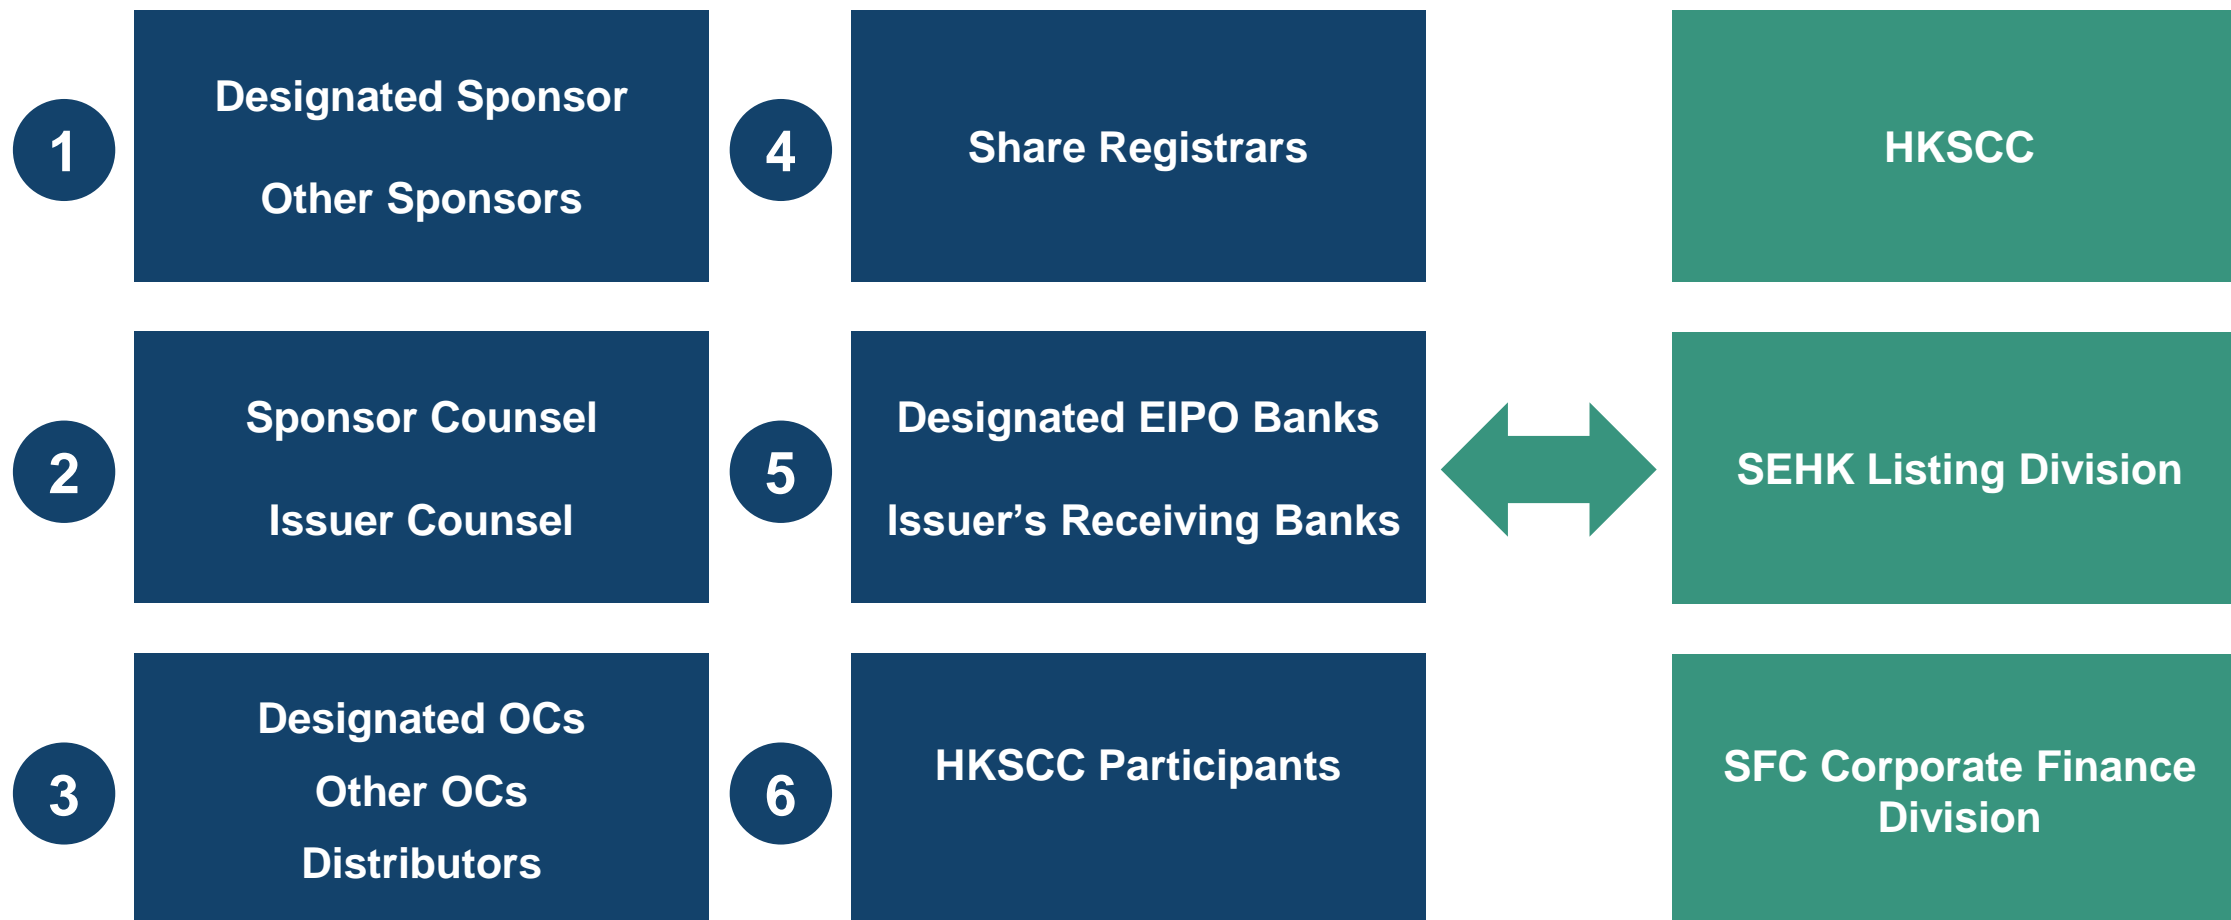 1
Designated Sponsor
Other Sponsors
2
Sponsor Counsel
Issuer Counsel
3
Designated OCs
Other OCs
Distributors
4
Share Registrars
5
Designated EIPO Banks
Issuer’s Receiving Banks
6
HKSCC Participants
HKSCC
SEHK Listing Division
SFC Corporate Finance
Division